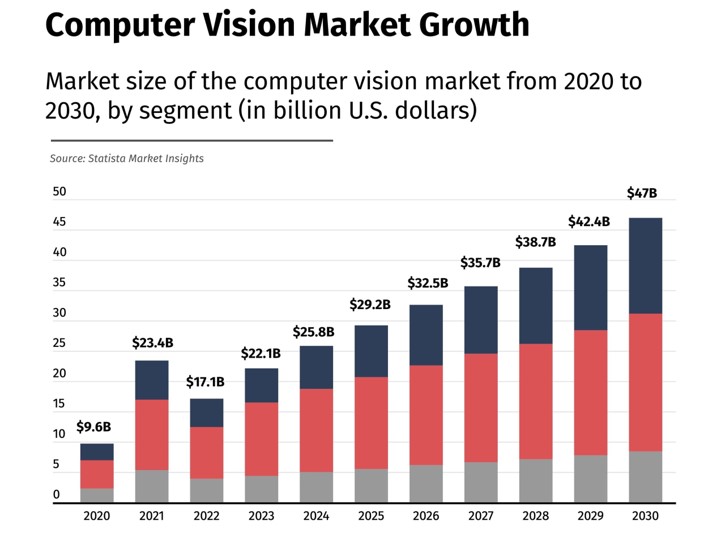 Computer Vision Market Growth
Market size of the computer vision market from 2020 to
2030, by segment (in billion U.S. dollars)
Source: Statista Market Insights
50
45
40
35
30
25
20
15
10
5
0
$9.6B
$23.4B
$17.1B
$22.1B
$25.8B
$29.2B
$32.5B
$35.7B
$38.7B
$42.4B
$47B
2020 2021 2022 2023 2024 2025 2026 2027 2028 2029 2030